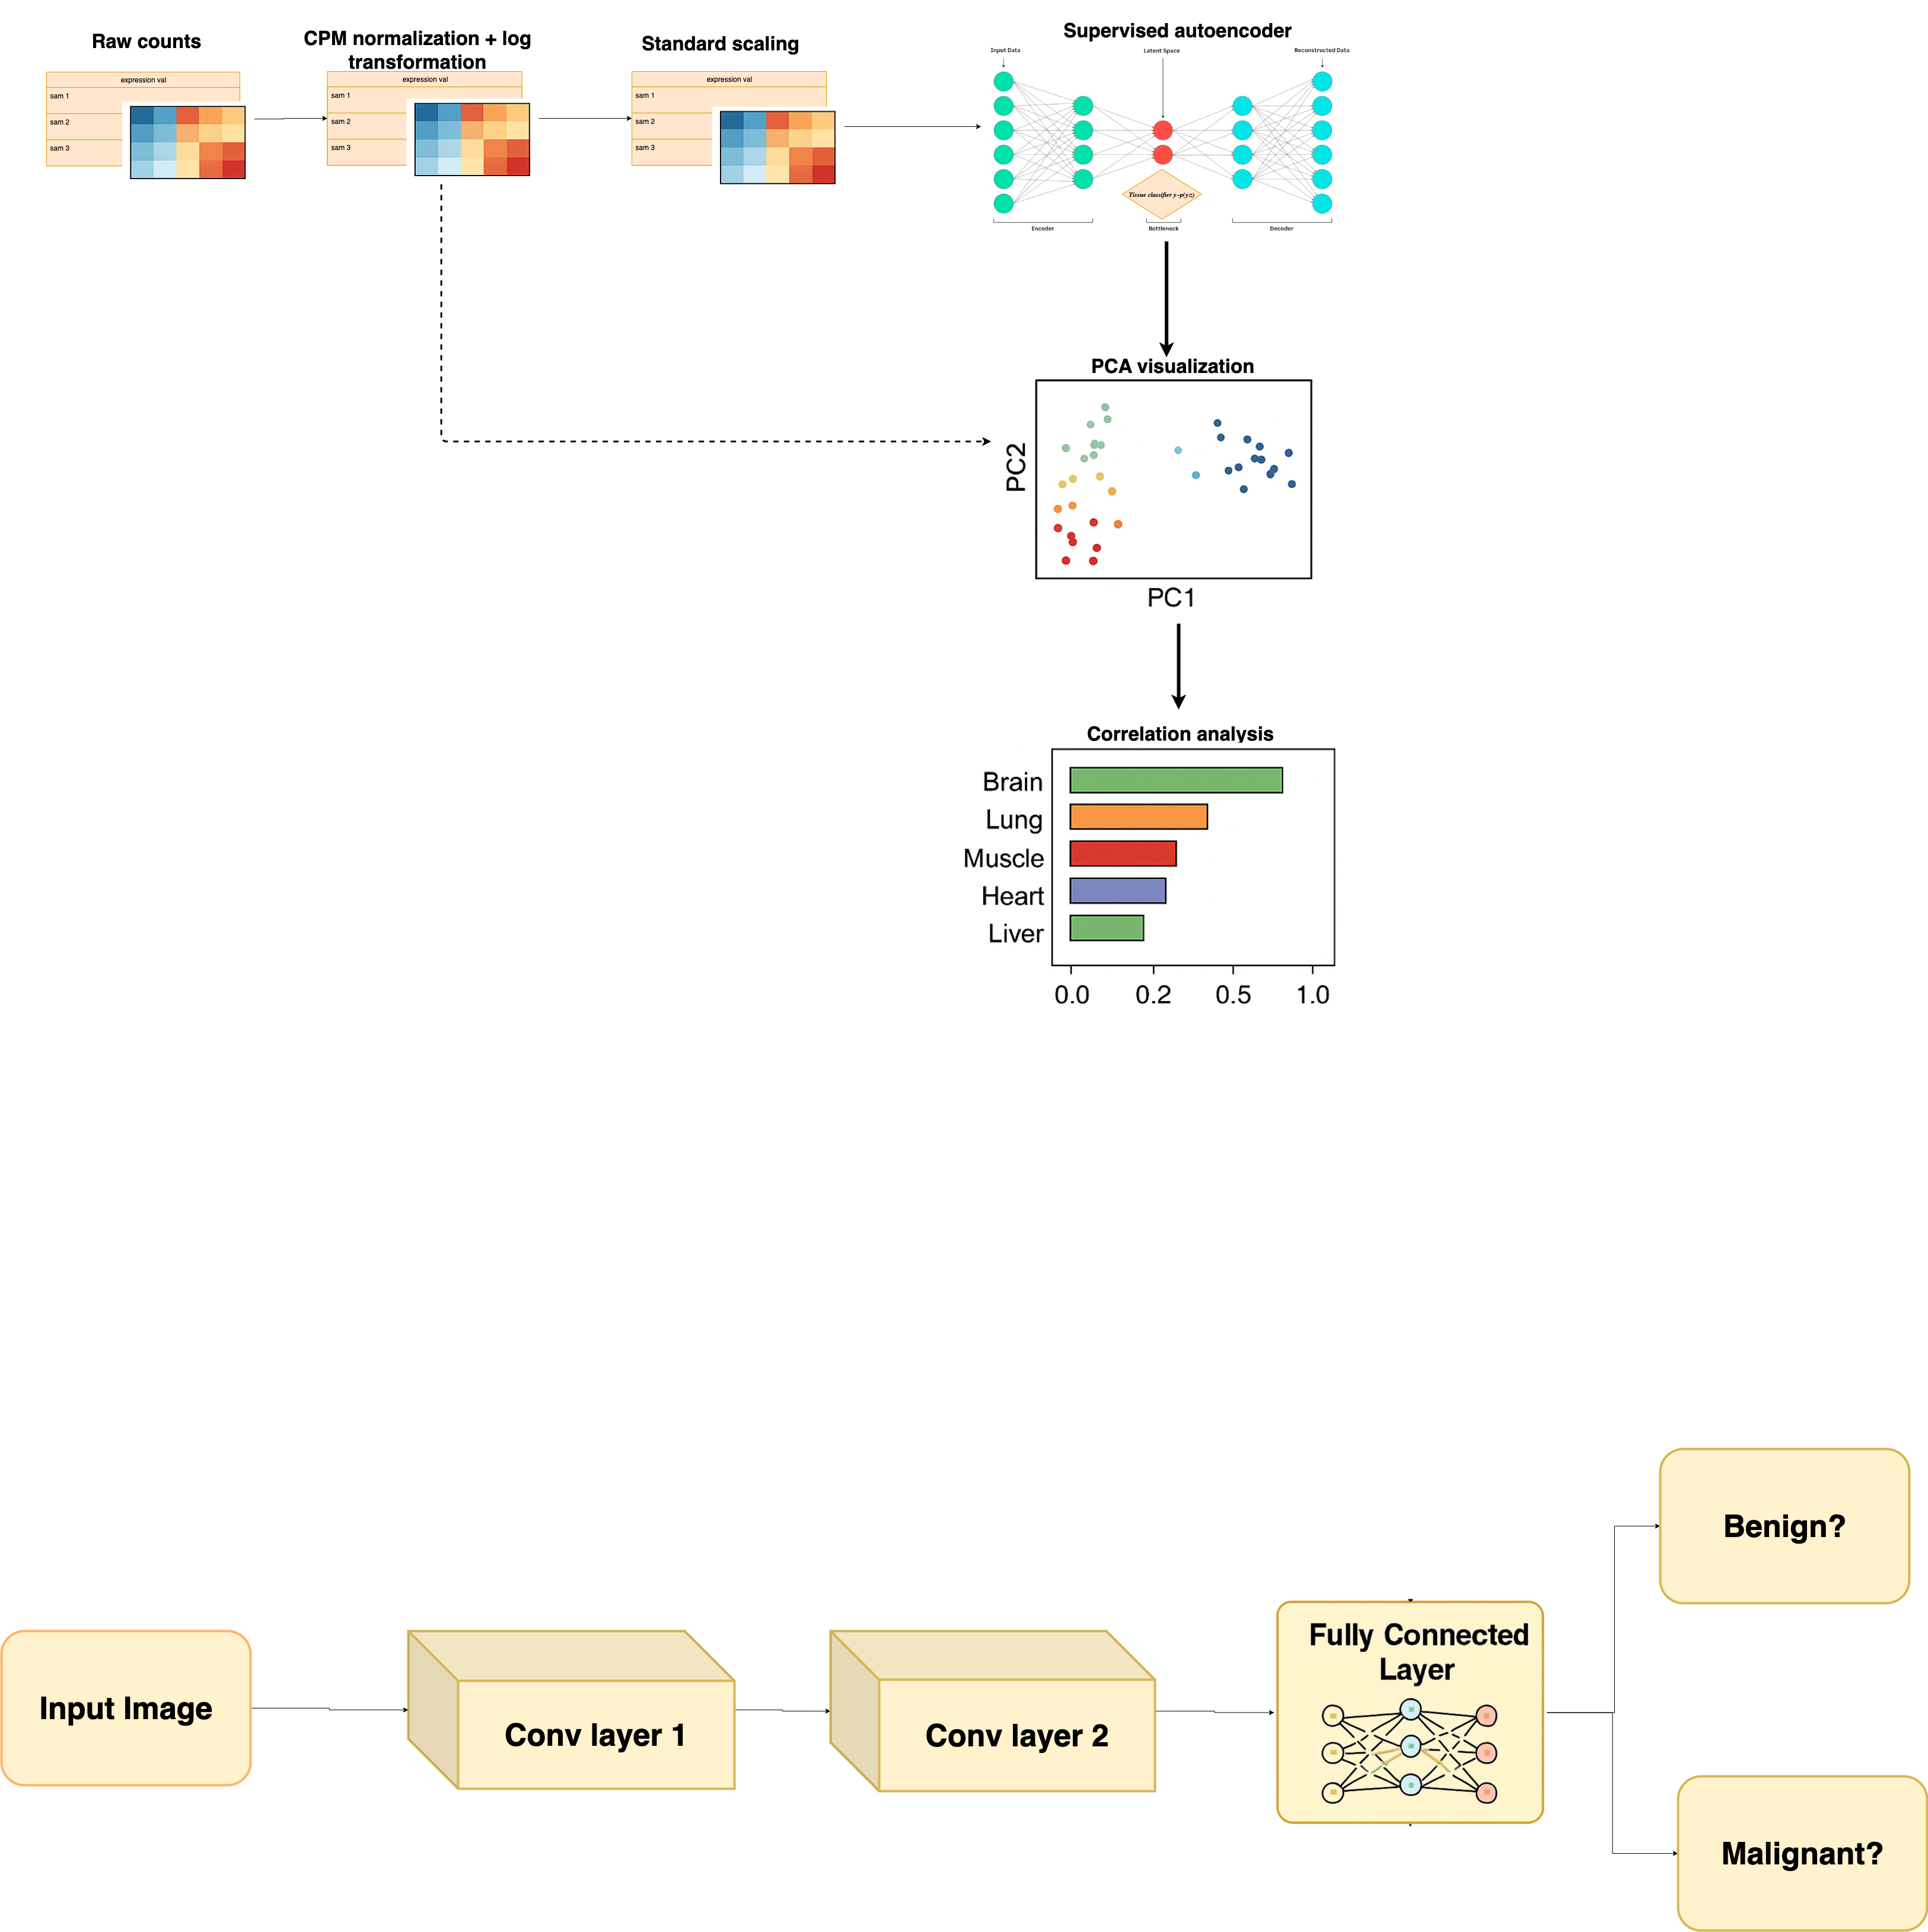 Raw counts
CPM normalization + log
transformation
Standard scaling
Supervised autoencoder
expression val
sam 1
sam 2
sam 3
expression val
sam 1
sam 2
sam 3
expression val
sam 1
sam 2
sam 3
Input Data
Latent Space
Reconstructed Data
Tissue classifier y~p(yz)
Encoder
Bottleneck
Decoder
PCA visualization
PC2
PC1
Correlation analysis
Brain
Lung
Muscle
Heart
Liver
0.0 0.2 0.5 1.0
Input Image
Conv layer 1
Conv layer 2
Fully Connected
Layer
Benign?
Malignant?